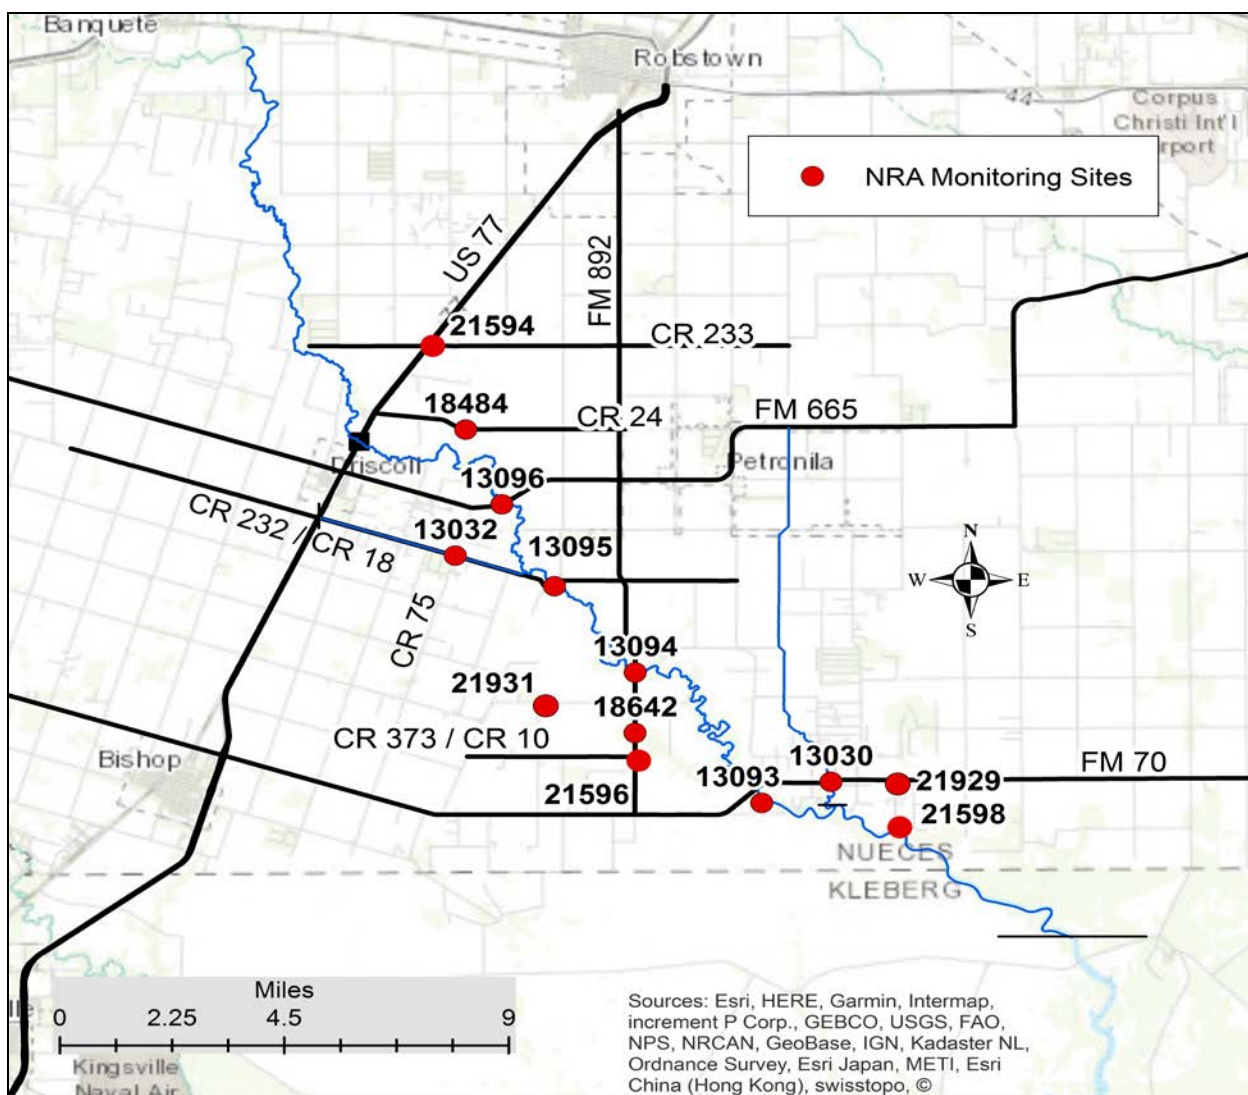 Banquete
Robstown
44
Corpus
Christi Int'l
irport
NRA Monitoring Sites
US 77
77
FM 892
21594
CR 233
18484
CR 24
FM 665
Driscoll
Petronila
13096
CR 232 / CR 18
13032
13095
N
W
E
S
CR 75
13094
21931
18642
CR 373 / CR 10
Bishop
13030
FM 70
13093
21929
21596
21598
NUECES
KLEBERG
Miles
0 2.25 4.5 9
lle
Kingsville
Naval Air
Sources: Esri, HERE, Garmin, Intermap,
increment P Corp., GEBCO, USGS, FAO,
NPS, NRCAN, GeoBase, IGN, Kadaster NL,
Ordnance Survey, Esri Japan, METI, Esri
China (Hong Kong), swisstopo, ©